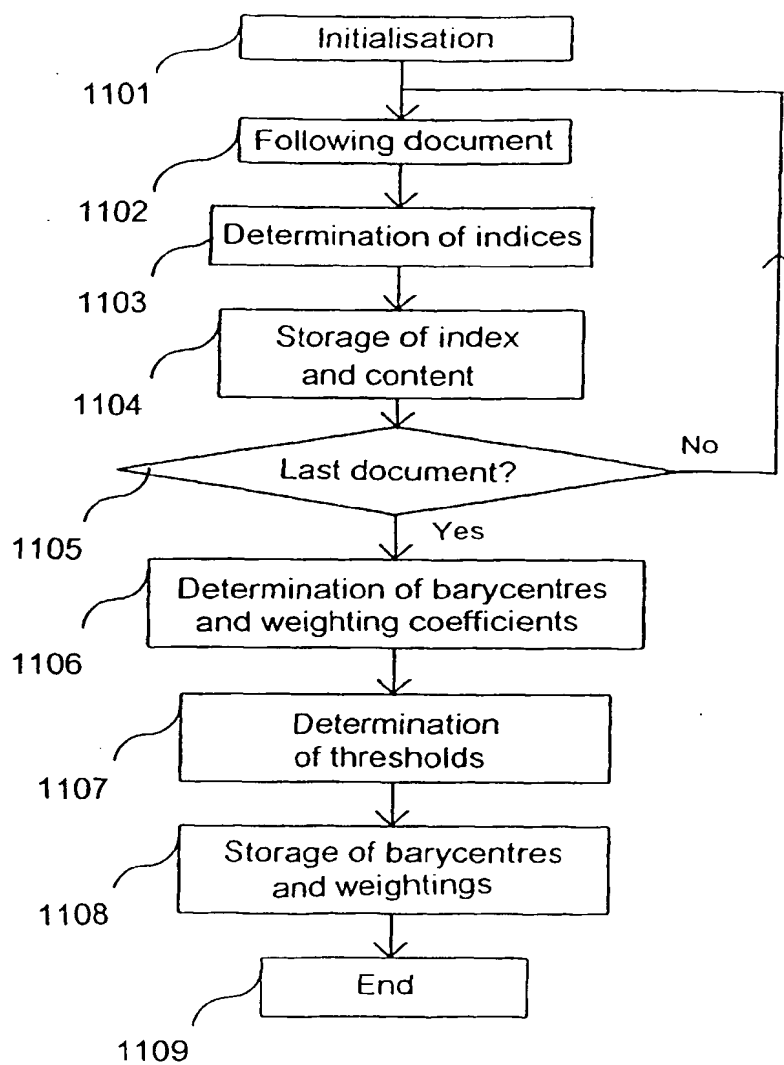 Initialisation
1101
Following document
1102
Determination of indices
1103
Storage of index
and content
1104
Last document?
No
1105
Yes
Determination of barycentres
and weighting coefficients
1106
Determination
of thresholds
1107
Storage of barycentres
and weightings
1108
End
1109